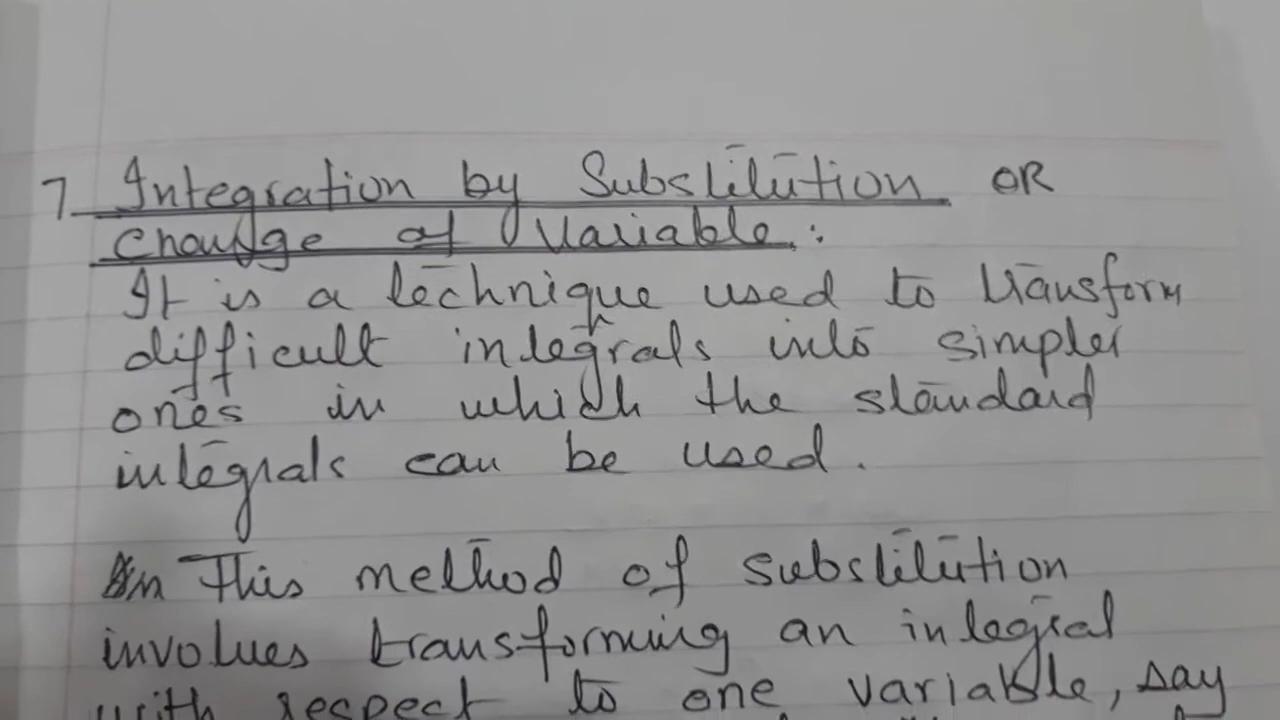 7 Integration by Substitution OR
Change of Variable:
It is a technique used to transform
difficult integrals into simpler
ones in which the standard
integrals can be used.
In This method of substitution
involves transforming an integral
with respect to one variable, say